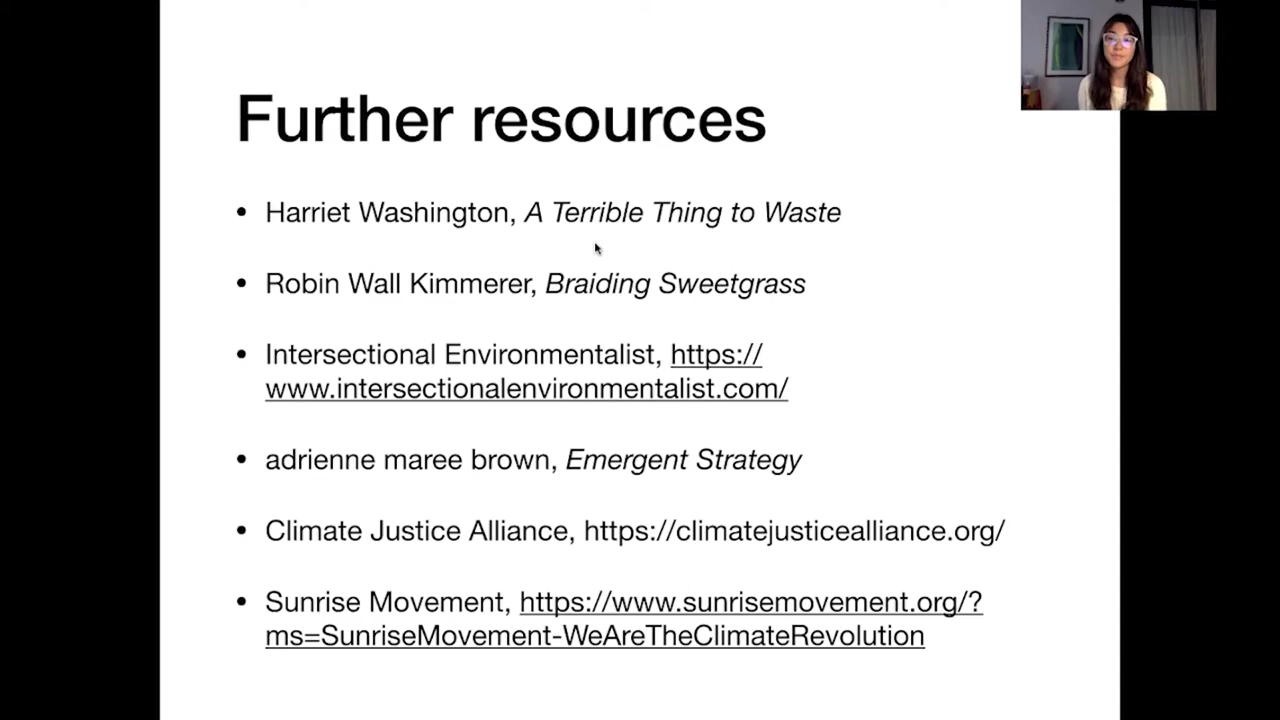 Further resources
• Harriet Washington, A Terrible Thing to Waste
• Robin Wall Kimmerer, Braiding Sweetgrass
• Intersectional Environmentalist, https://
www.intersectionalenvironmentalist.com/
• adrienne maree brown, Emergent Strategy
• Climate Justice Alliance, https://climatejusticealliance.org/
• Sunrise Movement, https://www.sunrisemovement.org/?
ms=SunriseMovement-WeAreTheClimateRevolution